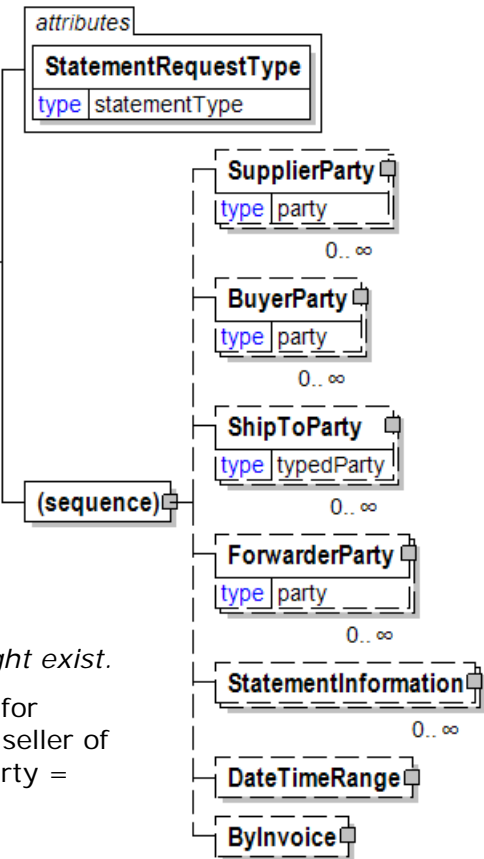 attributes
StatementRequestType
type statementType
SupplierParty
type party
0.. ∞
BuyerParty
type party
0.. ∞
ShipToParty
type typedParty
0.. ∞
(sequence)
ForwarderParty
type party
0.. ∞
ght exist.
StatementInformation
for
0.. ∞
seller of
rty =
DateTimeRange
ByInvoice